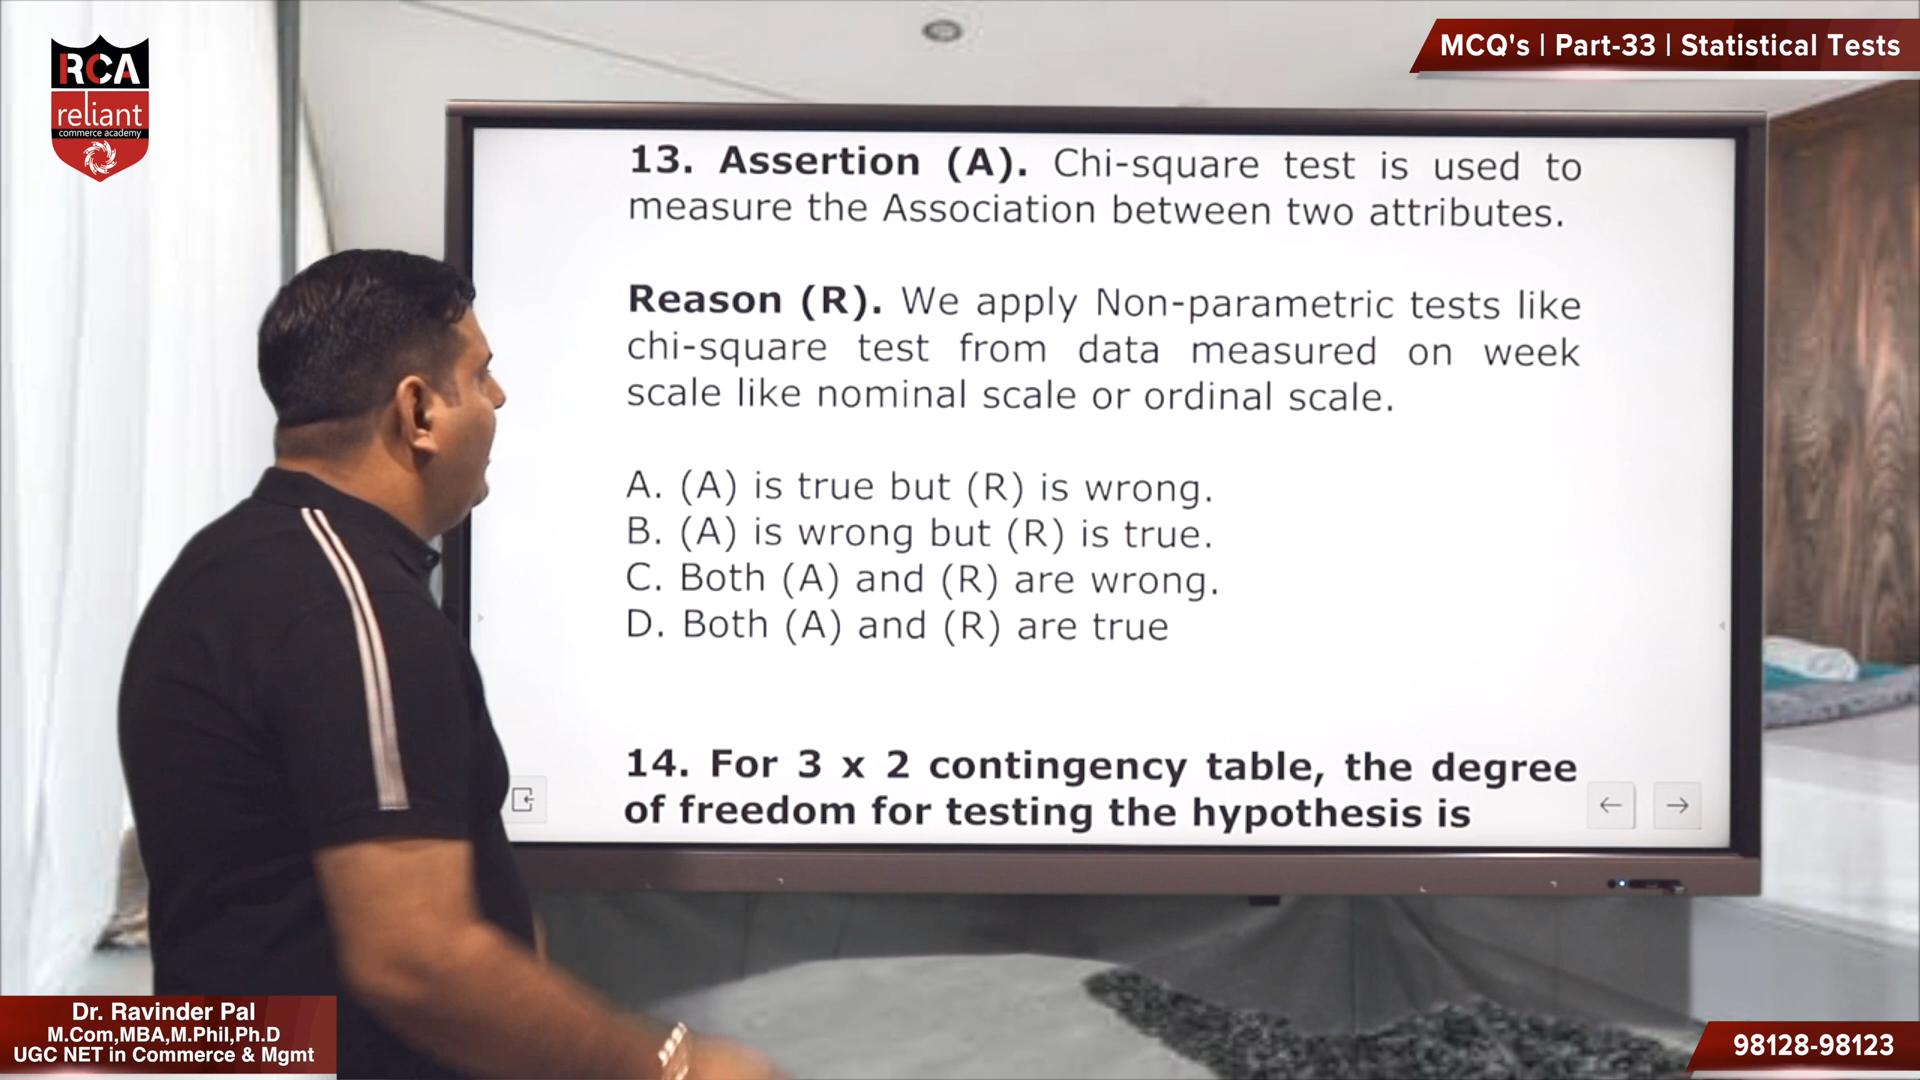 RCA
reliant
commerce academy
MCQ's | Part-33 | Statistical Tests
13. Assertion (A). Chi-square test is used to
measure the Association between two attributes.
Reason (R). We apply Non-parametric tests like
chi-square test from data measured on week
scale like nominal scale or ordinal scale.
A. (A) is true but (R) is wrong.
B. (A) is wrong but (R) is true.
C. Both (A) and (R) are wrong.
D. Both (A) and (R) are true
14. For 3 x 2 contingency table, the degree
of freedom for testing the hypothesis is
Dr. Ravinder Pal
M.Com,MBA,M.Phil,Ph.D
UGC NET in Commerce & Mgmt
98128-98123